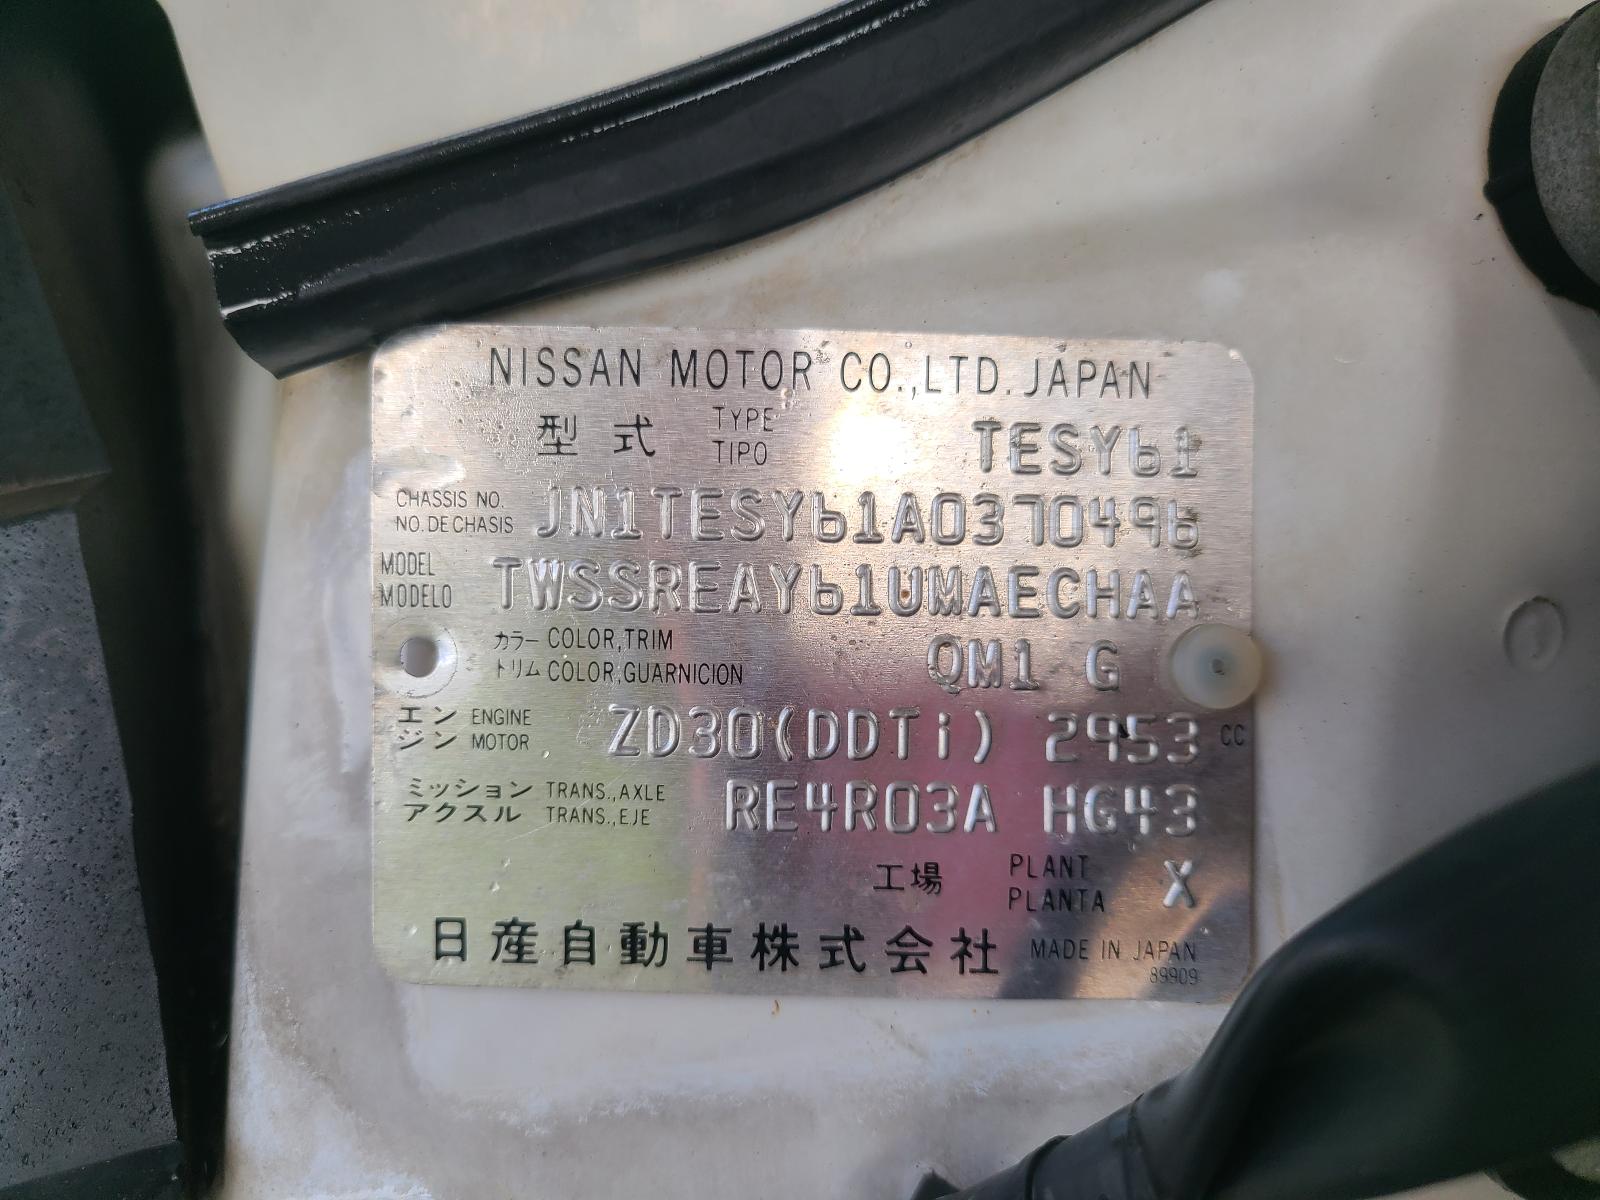 NISSAN MOTOR CO.,LTD. JAPAN
型式 TYPE TIPO TESY61
CHASSIS NO. NO. DE CHASIS JN1TESY61A0370496
MODEL MODELO TWSSREAY61UMAECHAA
カラー COLOR,TRIM
トリム COLOR,GUARNICION QM1 G
エンジン ENGINE MOTOR ZD30(DDTi) 2953 CC
ミッション TRANS.,AXLE
アクスル TRANS.,EJE RE4R03A HG43
工場 PLANT PLANTA X
日産自動車株式会社 MADE IN JAPAN
89909